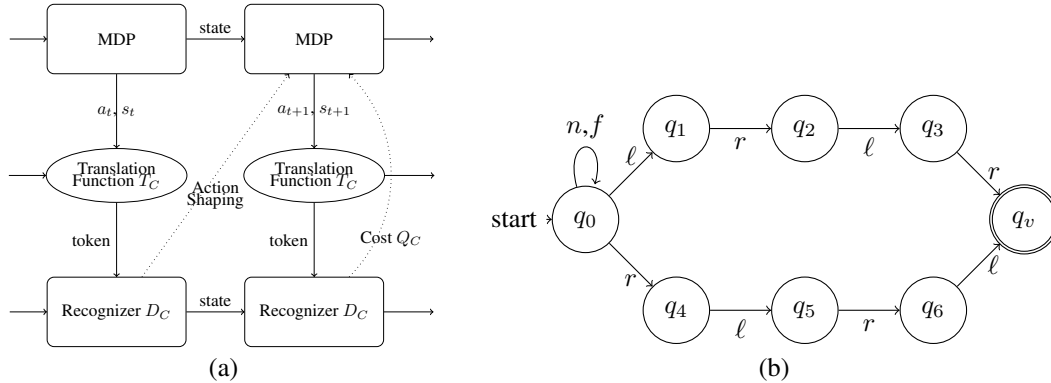 MDP
state
MDP
a_t, s_t
a_{t+1}, s_{t+1}
Translation
Function T_C
Translation
Function T_C
Action
Shaping
token
token
Cost Q_C
Recognizer D_C
state
Recognizer D_C
(a)
n,f
ℓ
q_1
r
q_2
ℓ
q_3
r
start
q_0
q_v
r
q_4
ℓ
q_5
r
q_6
ℓ
(b)